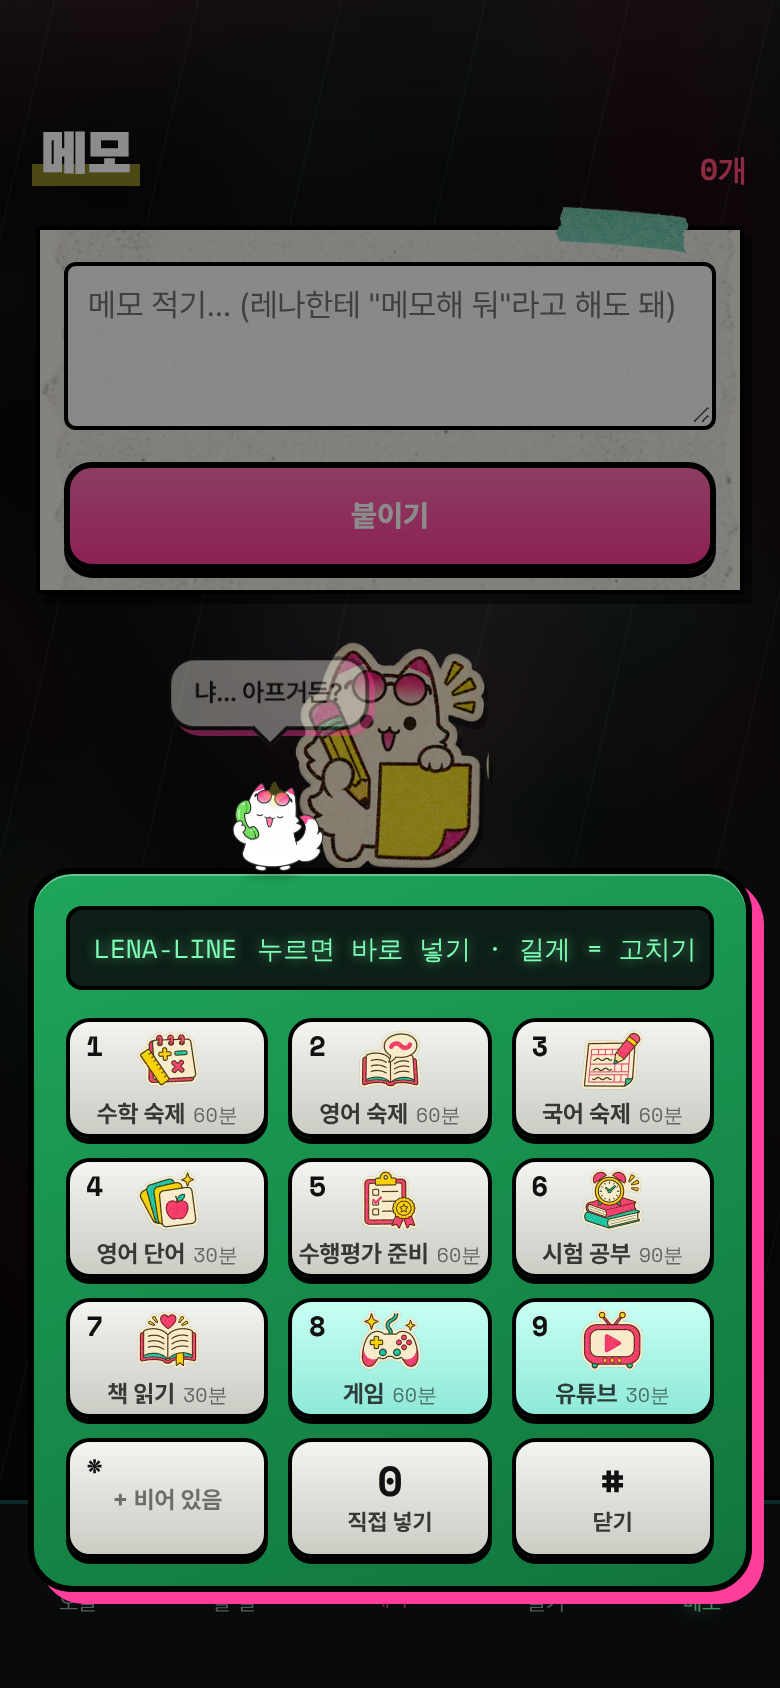 메모
0개
메모 적기... (레나한테 "메모해 둬"라고 해도 돼)
붙이기
냐... 아프거든?
LENA-LINE 누르면 바로 넣기 · 길게 = 고치기
1
수학 숙제 60분
2
영어 숙제 60분
3
국어 숙제 60분
4
영어 단어 30분
5
수행평가 준비 60분
6
시험 공부 90분
7
책 읽기 30분
8
게임 60분
9
유튜브 30분
*
+ 비어 있음
0
직접 넣기
#
닫기